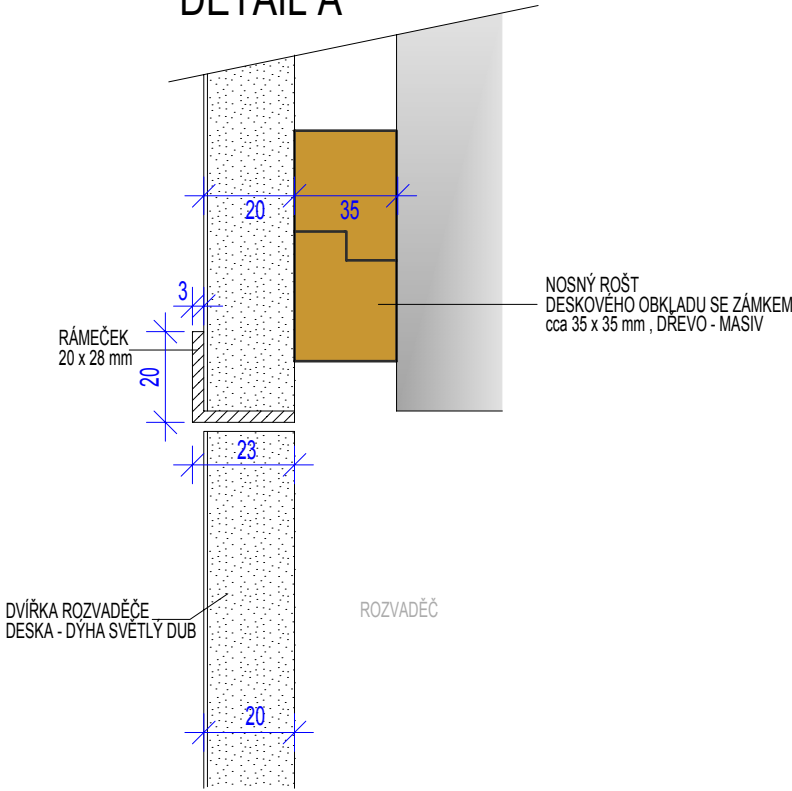 DETAIL A
20
35
NOSNÝ ROŠT
DESKOVÉHO OBKLADU SE ZÁMKEM
cca 35 x 35 mm , DŘEVO - MASIV
3
RÁMEČEK
20 x 28 mm
20
23
DVÍŘKA ROZVADĚČE
DESKA - DÝHA SVĚTLÝ DUB
ROZVADĚČ
20